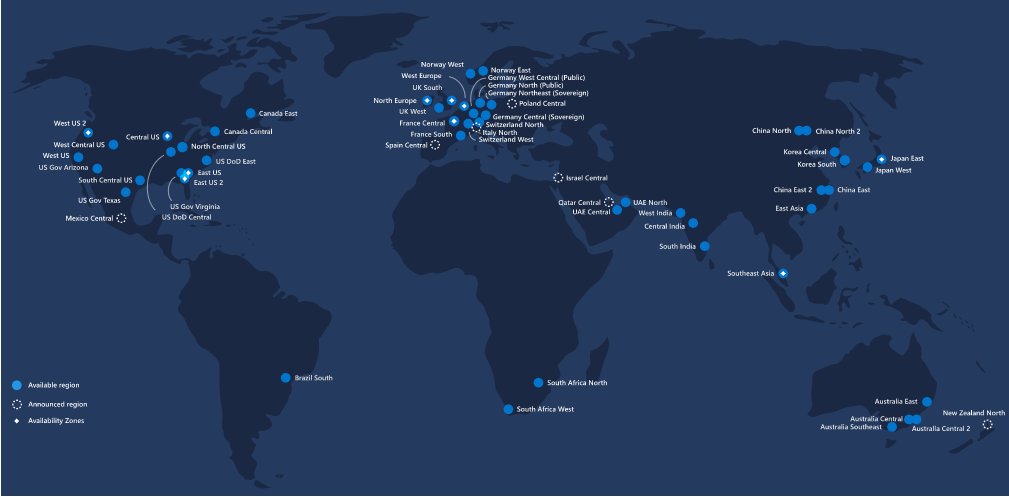 Norway West
Norway East
West Europe
Germany West Central (Public)
UK South
Germany North (Public)
Germany Northeast (Sovereign)
North Europe
Poland Central
UK West
Germany Central (Sovereign)
France Central
Switzerland North
Italy North
France South
Switzerland West
Spain Central
Canada East
West US 2
Canada Central
Central US
West Central US
North Central US
West US
US DoD East
US Gov Arizona
East US
South Central US
East US 2
US Gov Texas
US Gov Virginia
Mexico Central
US DoD Central
China North
China North 2
Korea Central
Korea South
Japan East
Japan West
Israel Central
China East 2
China East
Qatar Central
UAE North
UAE Central
West India
East Asia
Central India
South India
Southeast Asia
Brazil South
South Africa North
South Africa West
Australia East
New Zealand North
Australia Central
Australia Southeast
Australla Central 2
Available region
Announced region
Availability Zones